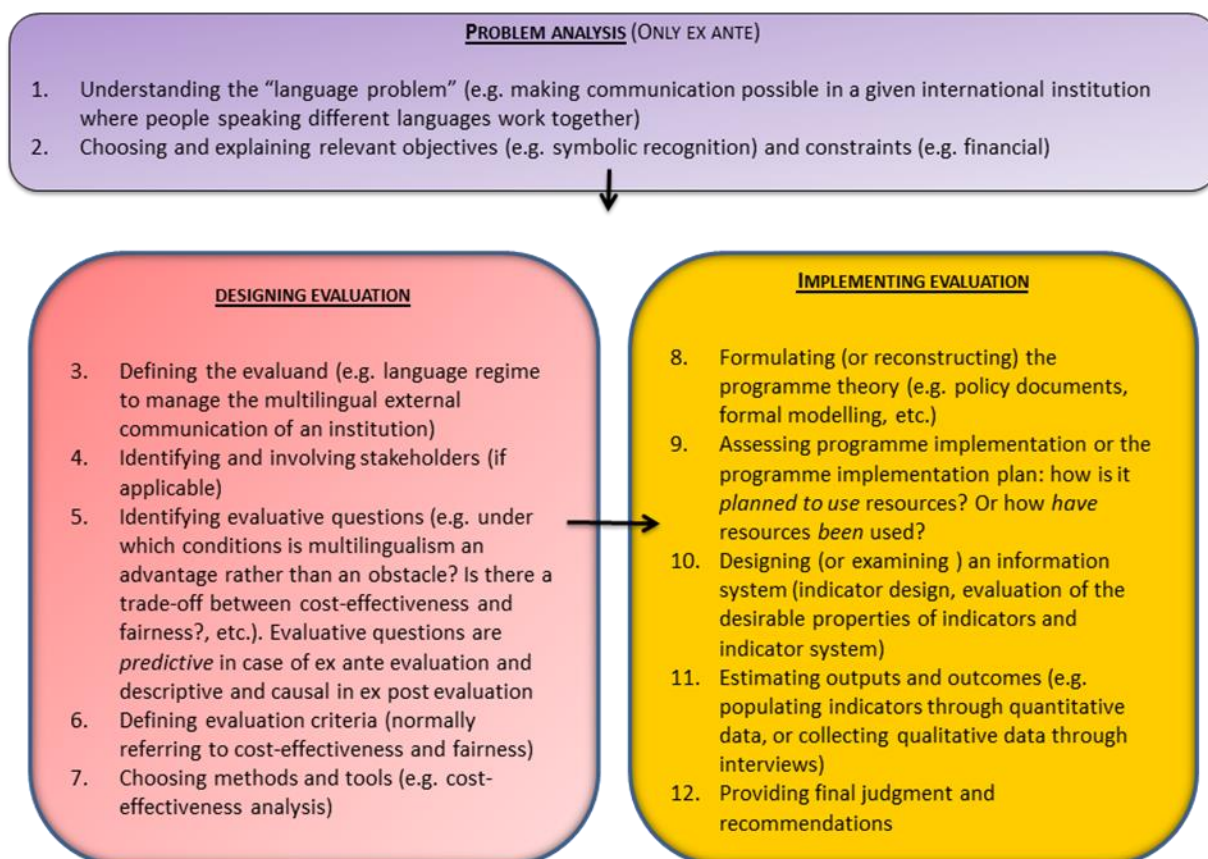 PROBLEM ANALYSIS (ONLY EX ANTE)
1. Understanding the “language problem” (e.g. making communication possible in a given international institution
where people speaking different languages work together)
2. Choosing and explaining relevant objectives (e.g. symbolic recognition) and constraints (e.g. financial)
DESIGNING EVALUATION
3. Defining the evaluand (e.g. language regime
to manage the multilingual external
communication of an institution)
4. Identifying and involving stakeholders (if
applicable)
5. Identifying evaluative questions (e.g. under
which conditions is multilingualism an
advantage rather than an obstacle? Is there a
trade-off between cost-effectiveness and
fairness?, etc.). Evaluative questions are
predictive in case of ex ante evaluation and
descriptive and causal in ex post evaluation
6. Defining evaluation criteria (normally
referring to cost-effectiveness and fairness)
7. Choosing methods and tools (e.g. cost-
effectiveness analysis)
IMPLEMENTING EVALUATION
8. Formulating (or reconstructing) the
programme theory (e.g. policy documents,
formal modelling, etc.)
9. Assessing programme implementation or the
programme implementation plan: how is it
planned to use resources? Or how have
resources been used?
10. Designing (or examining ) an information
system (indicator design, evaluation of the
desirable properties of indicators and
indicator system)
11. Estimating outputs and outcomes (e.g.
populating indicators through quantitative
data, or collecting qualitative data through
interviews)
12. Providing final judgment and
recommendations